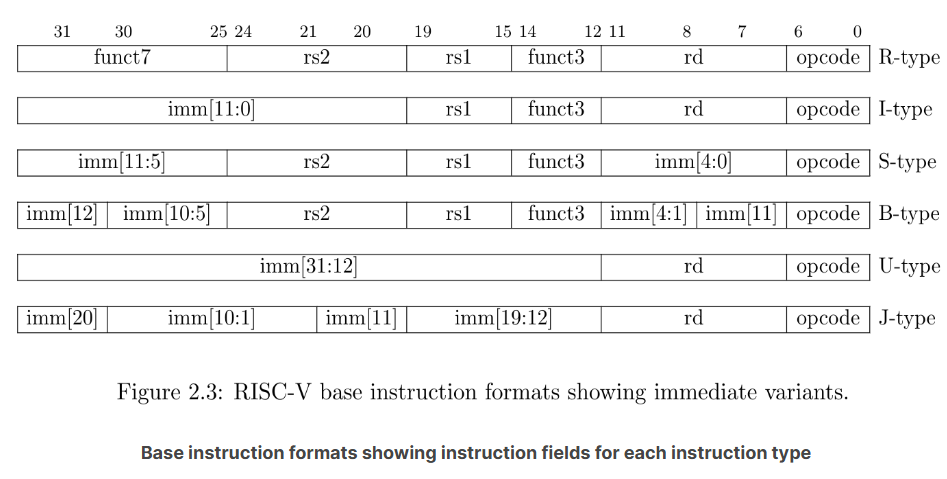 31 30 25 24 21 20 19 15 14 12 11 8 7 6 0
funct7 rs2 rs1 funct3 rd opcode R-type
imm[11:0] rs1 funct3 rd opcode I-type
imm[11:5] rs2 rs1 funct3 imm[4:0] opcode S-type
imm[12] imm[10:5] rs2 rs1 funct3 imm[4:1] imm[11] opcode B-type
imm[31:12] rd opcode U-type
imm[20] imm[10:1] imm[11] imm[19:12] rd opcode J-type
Figure 2.3: RISC-V base instruction formats showing immediate variants.
Base instruction formats showing instruction fields for each instruction type